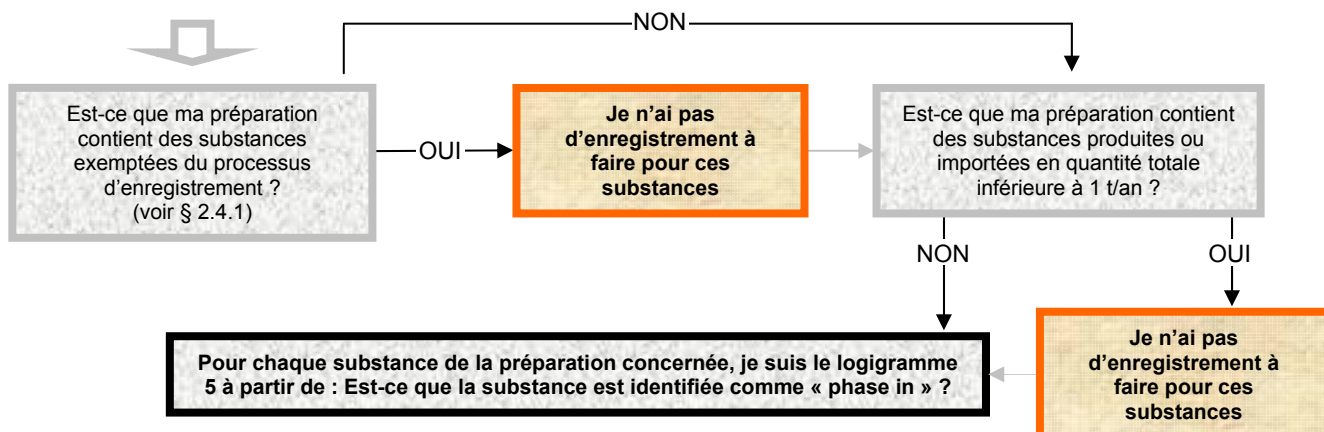 NON
Est-ce que ma préparation
contient des substances
exemptées du processus
d'enregistrement ?
(voir § 2.4.1)
OUI
Je n'ai pas
d'enregistrement à
faire pour ces
substances
Est-ce que ma préparation contient
des substances produites ou
importées en quantité totale
inférieure à 1 t/an ?
NON
OUI
Pour chaque substance de la préparation concernée, je suis le logigramme
5 à partir de : Est-ce que la substance est identifiée comme « phase in » ?
Je n'ai pas
d'enregistrement à
faire pour ces
substances